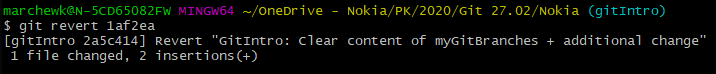 marchewk@N-5CD65082FA MINGW64 ~/OneDrive - Nokia/PK/2020/Git 27.02/Nokia (gitIntro)
$ git revert 1af2ea
[gitIntro 2a5c414] Revert "GitIntro: Clear content of myGitBranches + additional change"
 1 file changed, 2 insertions(+)